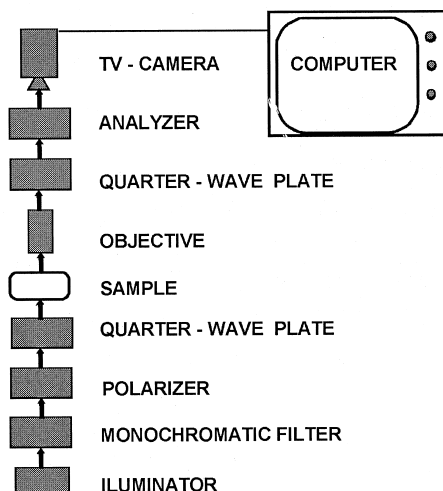 TV - CAMERA
COMPUTER
ANALYZER
QUARTER - WAVE PLATE
OBJECTIVE
SAMPLE
QUARTER - WAVE PLATE
POLARIZER
MONOCHROMATIC FILTER
ILUMINATOR